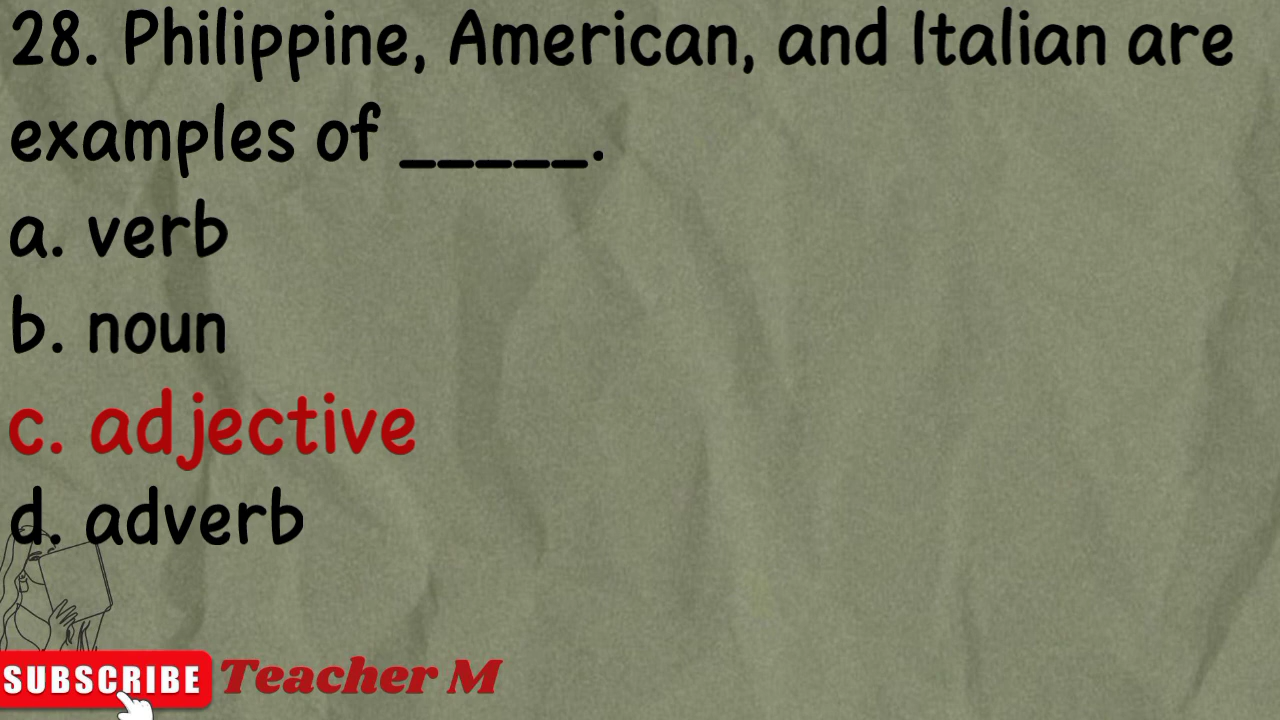 28. Philippine, American, and Italian are
examples of _____.
a. verb
b. noun
c. adjective
d. adverb
SUBSCRIBE Teacher M